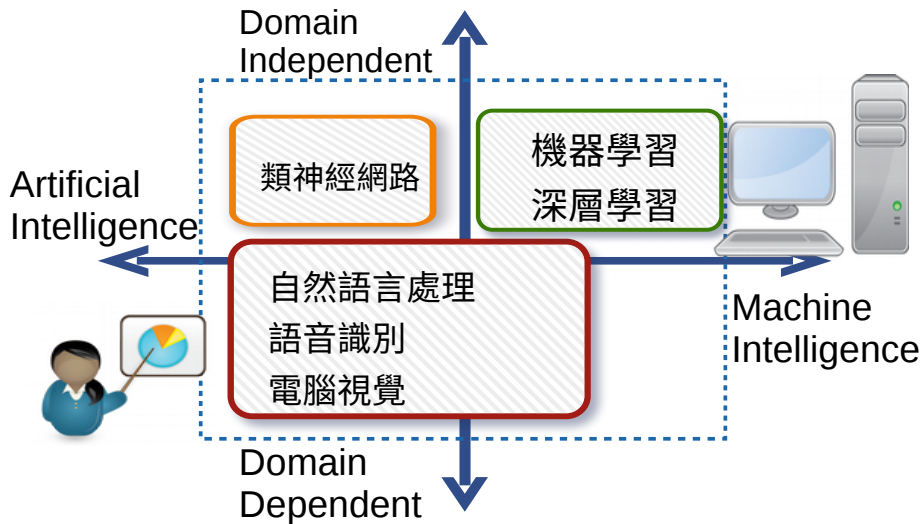 Domain
Independent
類神經網路
機器學習
深層學習
Artificial
Intelligence
自然語言處理
語音識別
電腦視覺
Machine
Intelligence
Domain
Dependent